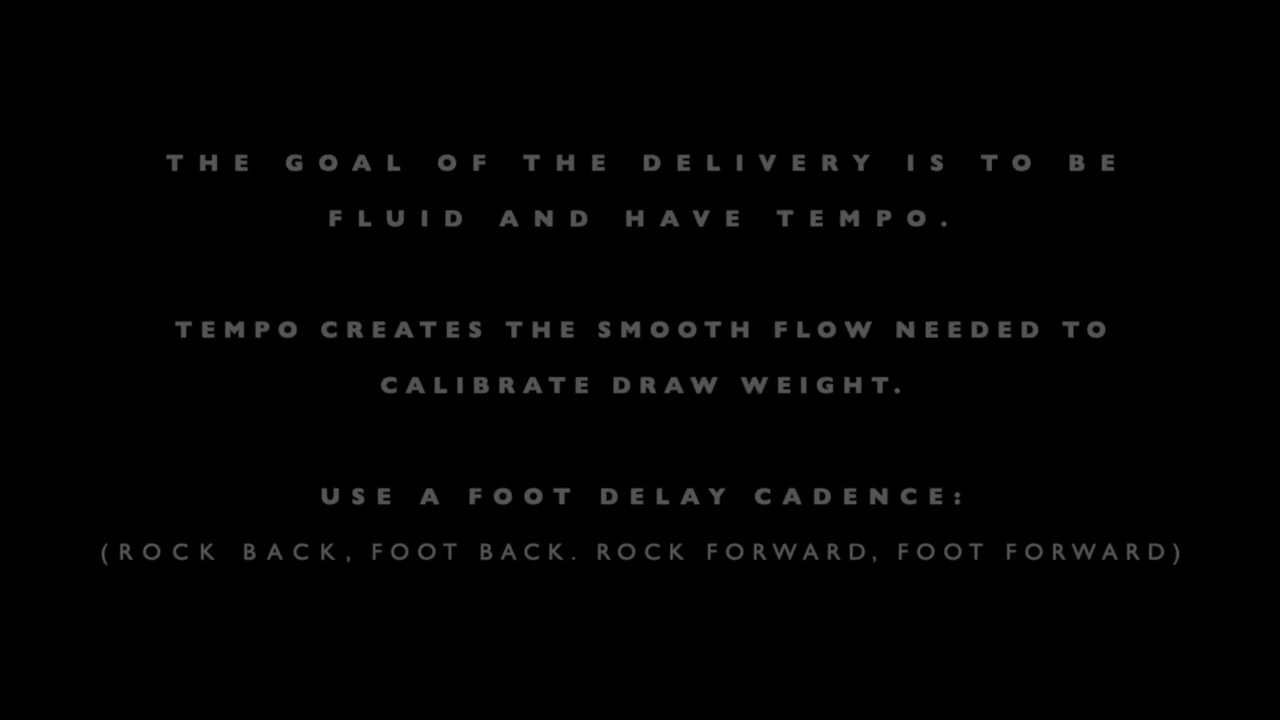 THE GOAL OF THE DELIVERY IS TO BE
FLUID AND HAVE TEMPO.
TEMPO CREATES THE SMOOTH FLOW NEEDED TO
CALIBRATE DRAW WEIGHT.
USE A FOOT DELAY CADENCE:
(ROCK BACK, FOOT BACK. ROCK FORWARD, FOOT FORWARD)